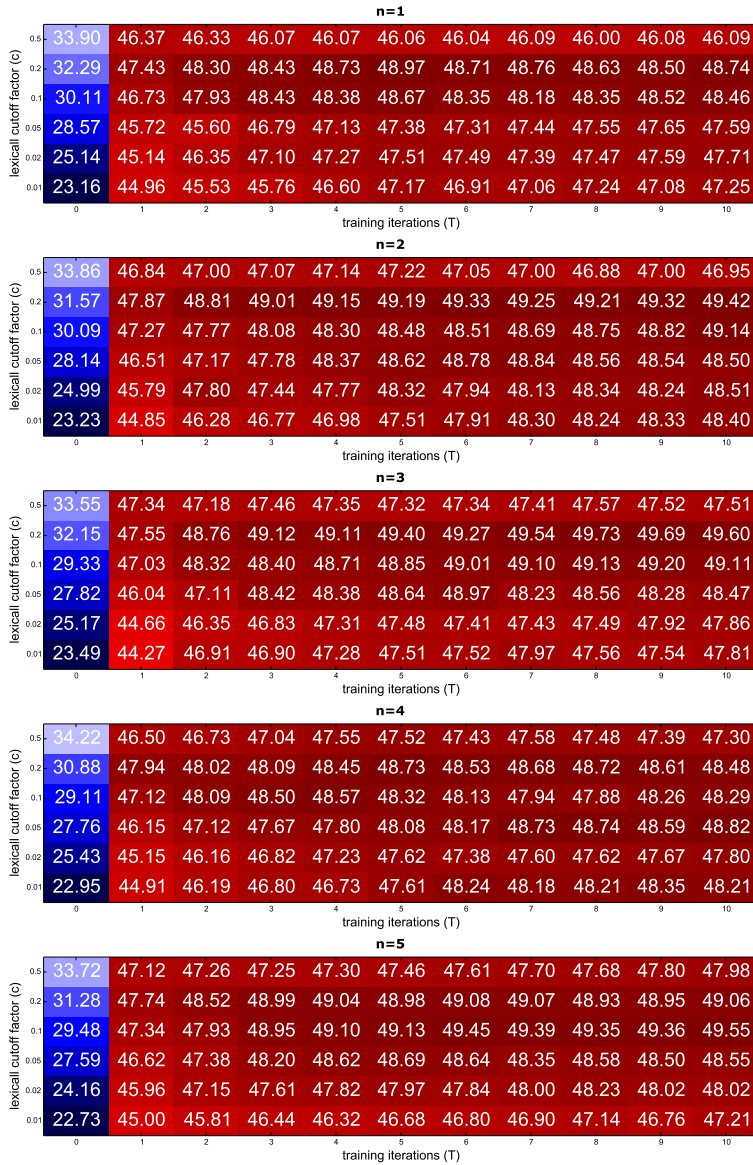 n=1
lexicall cutoff factor (c)
0.5 33.90 46.37 46.33 46.07 46.07 46.06 46.04 46.09 46.00 46.08 46.09
0.2 32.29 47.43 48.30 48.43 48.73 48.97 48.71 48.76 48.63 48.50 48.74
0.1 30.11 46.73 47.93 48.43 48.38 48.67 48.35 48.18 48.35 48.52 48.46
0.05 28.57 45.72 45.60 46.79 47.13 47.38 47.31 47.44 47.55 47.65 47.59
0.02 25.14 45.14 46.35 47.10 47.27 47.51 47.49 47.39 47.47 47.59 47.71
0.01 23.16 44.96 45.53 45.76 46.60 47.17 46.91 47.06 47.24 47.08 47.25
0 1 2 3 4 5 6 7 8 9 10
training iterions (T)
n=2
lexicall cutoff factor (c)
0.5 33.86 46.84 47.00 47.07 47.14 47.22 47.05 47.00 46.88 47.00 46.95
0.2 31.57 47.87 48.81 49.01 49.15 49.19 49.33 49.25 49.21 49.32 49.42
0.1 30.09 47.27 47.77 48.08 48.30 48.48 48.51 48.69 48.75 48.82 49.14
0.05 28.14 46.51 47.17 47.78 48.37 48.62 48.78 48.84 48.56 48.54 48.50
0.02 24.99 45.79 47.80 47.44 47.77 48.32 47.94 48.13 48.34 48.24 48.51
0.01 23.23 44.85 46.28 46.77 46.98 47.51 47.91 48.30 48.24 48.33 48.40
0 1 2 3 4 5 6 7 8 9 10
training iterions (T)
n=3
lexicall cutoff factor (c)
0.5 33.55 47.34 47.18 47.46 47.35 47.32 47.34 47.41 47.57 47.52 47.51
0.2 32.15 47.55 48.76 49.12 49.11 49.40 49.27 49.54 49.73 49.69 49.60
0.1 29.33 47.03 48.32 48.40 48.71 48.85 49.01 49.10 49.13 49.20 49.11
0.05 27.82 46.04 47.11 48.42 48.38 48.64 48.97 48.23 48.56 48.28 48.47
0.02 25.17 44.66 46.35 46.83 47.31 47.48 47.41 47.43 47.49 47.92 47.86
0.01 23.49 44.27 46.91 46.90 47.28 47.51 47.52 47.97 47.56 47.54 47.81
0 1 2 3 4 5 6 7 8 9 10
training iterions (T)
n=4
lexicall cutoff factor (c)
0.5 34.22 46.50 46.73 47.04 47.55 47.52 47.43 47.58 47.48 47.39 47.30
0.2 30.88 47.94 48.02 48.09 48.45 48.73 48.53 48.68 48.72 48.61 48.48
0.1 29.11 47.12 48.09 48.50 48.57 48.32 48.13 47.94 47.88 48.26 48.29
0.05 27.76 46.15 47.12 47.67 47.80 48.08 48.17 48.73 48.74 48.59 48.82
0.02 25.43 45.15 46.16 46.82 47.23 47.62 47.38 47.60 47.62 47.67 47.80
0.01 22.95 44.91 46.19 46.80 46.73 47.61 48.24 48.18 48.21 48.35 48.21
0 1 2 3 4 5 6 7 8 9 10
training iterions (T)
n=5
lexicall cutoff factor (c)
0.5 33.72 47.12 47.26 47.25 47.30 47.46 47.61 47.70 47.68 47.80 47.98
0.2 31.28 47.74 48.52 48.99 49.04 48.98 49.08 49.07 48.93 48.95 49.06
0.1 29.48 47.34 47.93 48.95 49.10 49.13 49.45 49.39 49.35 49.36 49.55
0.05 27.59 46.62 47.38 48.20 48.62 48.69 48.64 48.35 48.58 48.50 48.55
0.02 24.16 45.96 47.15 47.61 47.82 47.97 47.84 48.00 48.23 48.02 48.02
0.01 22.73 45.00 45.81 46.44 46.32 46.68 46.80 46.90 47.14 46.76 47.21
0 1 2 3 4 5 6 7 8 9 10
training iterions (T)